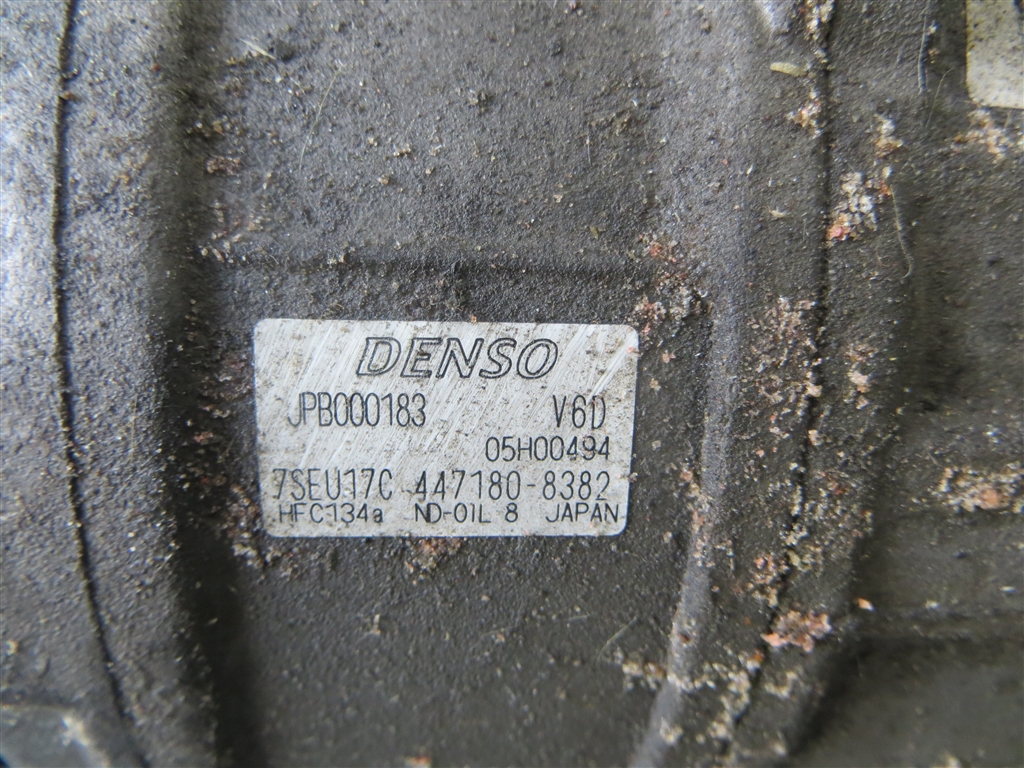 DENSO
JPB000183 V6D
05H00494
7SEU17C 447180-8382
HFC134a ND-OIL 8 JAPAN